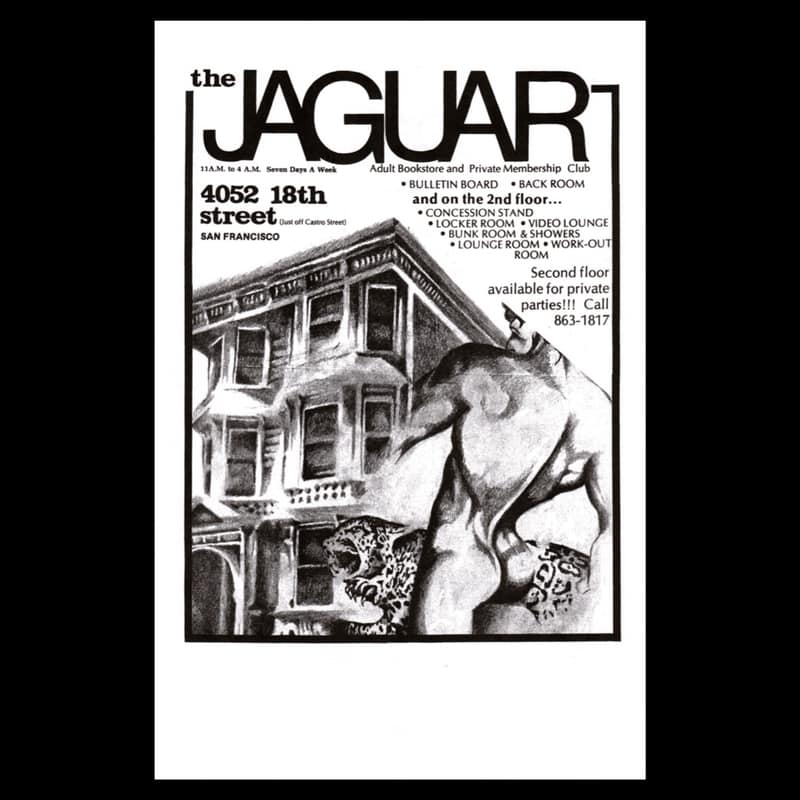 the JAGUAR
11A.M. to 4 A.M. Seven Days A Week
4052 18th
street (Just off Castro Street)
SAN FRANCISCO
Adult Bookstore and Private Membership Club
• BULLETIN BOARD • BACK ROOM
and on the 2nd floor...
• CONCESSION STAND
• LOCKER ROOM • VIDEO LOUNGE
• BUNK ROOM & SHOWERS
• LOUNGE ROOM • WORK-OUT
ROOM
Second floor
available for private
parties!!! Call
863-1817